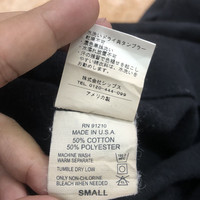 株式会社シップス
TEL 0120-444-099
アメリカ製
RN 91210
MADE IN U.S.A.
50% COTTON
50% POLYESTER
MACHINE WASH
WARM SEPARATE
TUMBLE DRY LOW
ONLY NON-CHLORINE
BLEACH WHEN NEEDED
SMALL